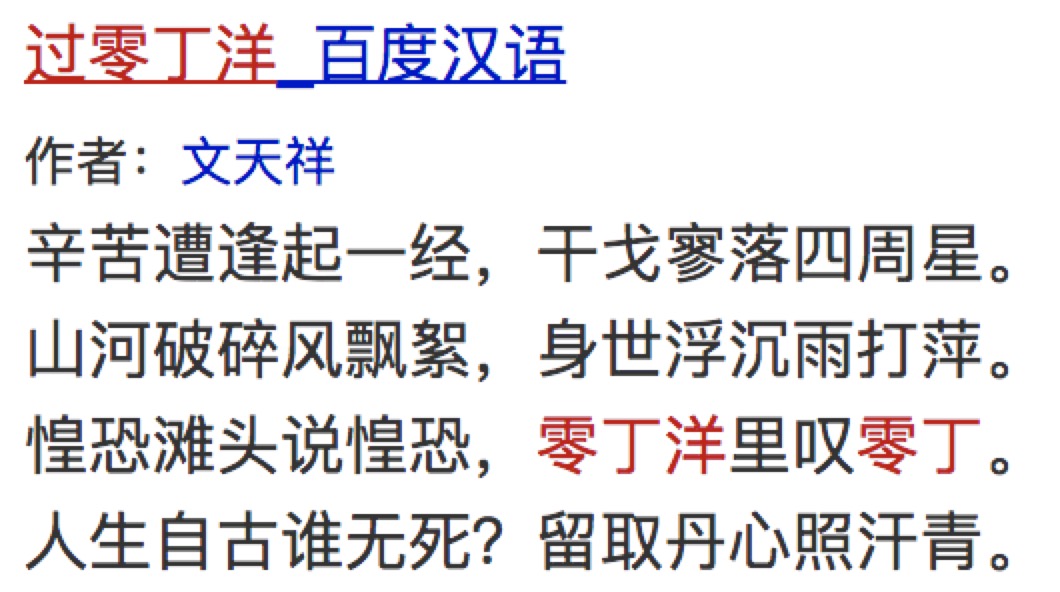 过零丁洋_百度汉语
作者：文天祥
辛苦遭逢起一经，干戈寥落四周星。
山河破碎风飘絮，身世浮沉雨打萍。
惶恐滩头说惶恐，零丁洋里叹零丁。
人生自古谁无死？留取丹心照汗青。